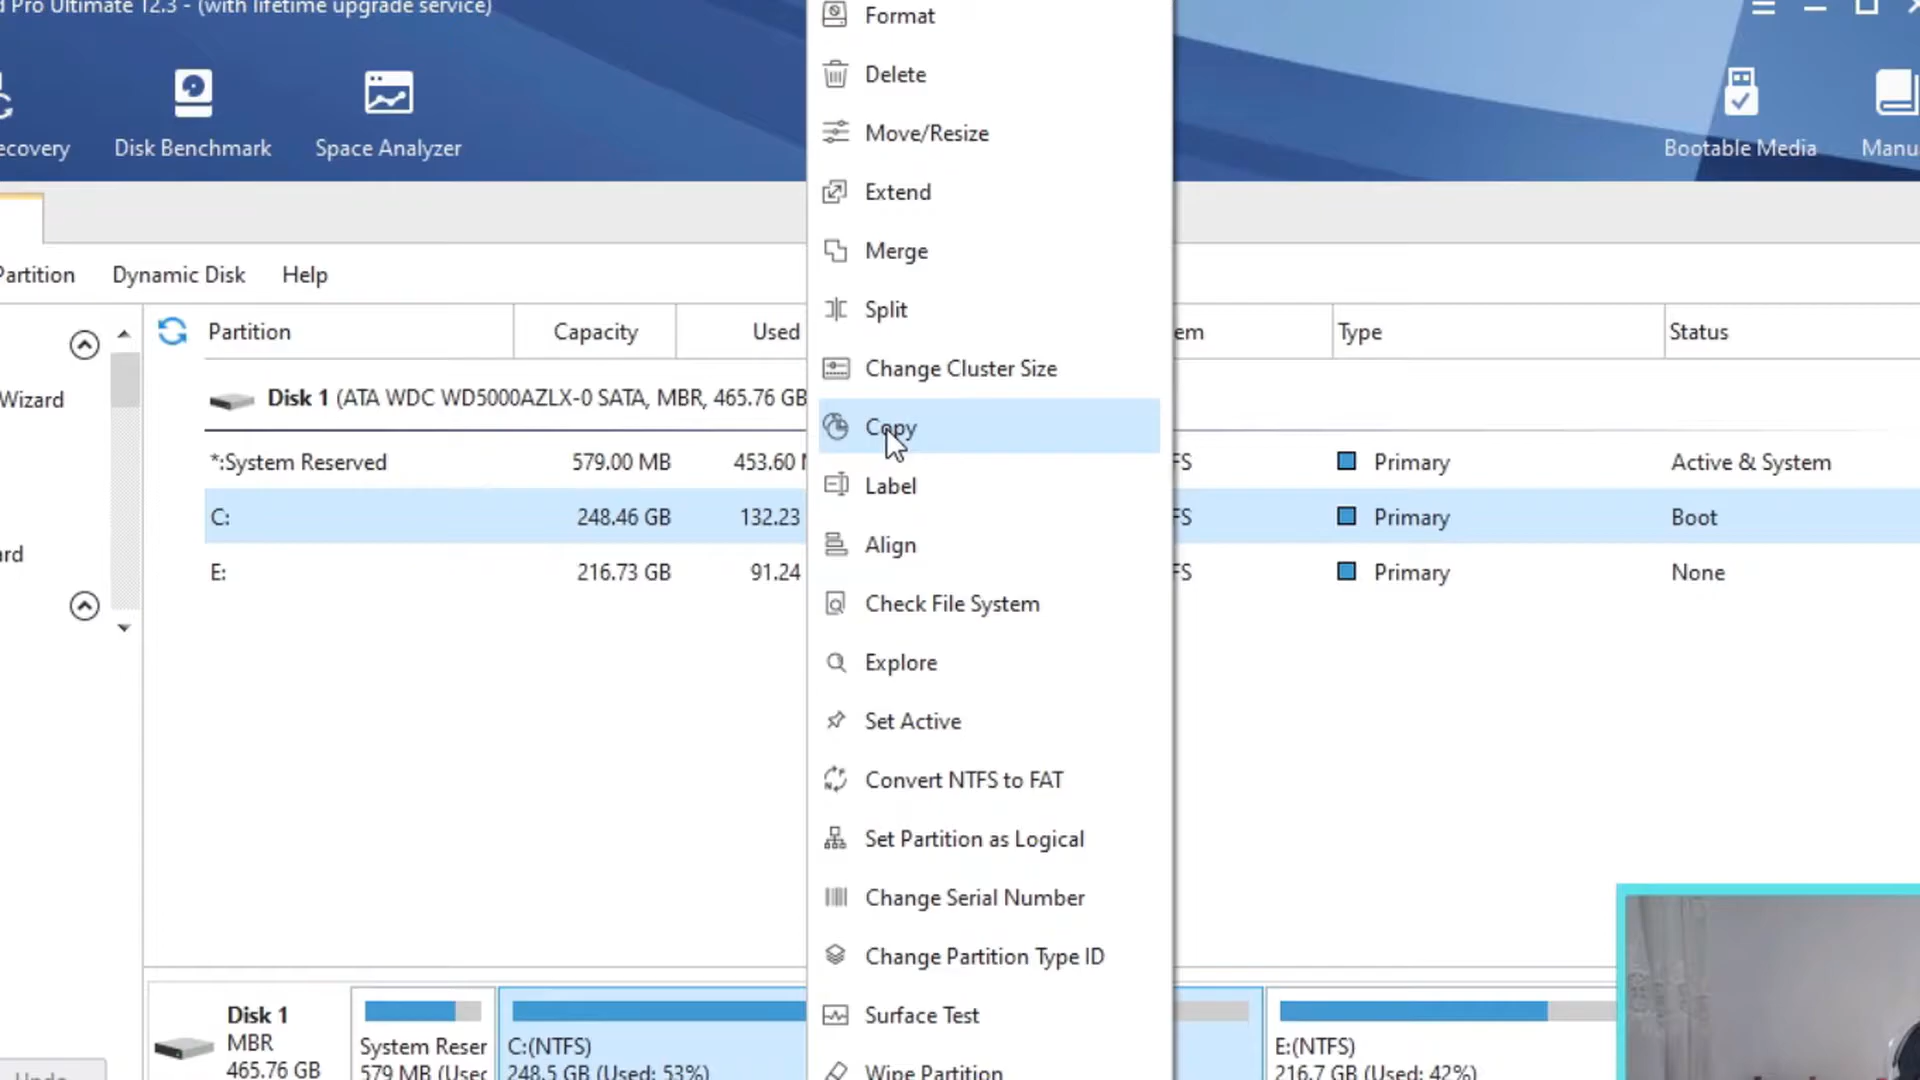 d Pro Ultimate 12.3 - (with lifetime upgrade service)
ecovery
Disk Benchmark
Space Analyzer
Bootable Media
Manu
Partition
Dynamic Disk
Help
Format
Delete
Move/Resize
Extend
Merge
Split
Change Cluster Size
Copy
Label
Align
Check File System
Explore
Set Active
Convert NTFS to FAT
Set Partition as Logical
Change Serial Number
Change Partition Type ID
Surface Test
Wipe Partition
Wizard
ard
Partition Capacity Used em Type Status
Disk 1 (ATA WDC WD5000AZLX-0 SATA, MBR, 465.76 GB
*:System Reserved 579.00 MB 453.60 FS Primary Active & System
C: 248.46 GB 132.23 FS Primary Boot
E: 216.73 GB 91.24 FS Primary None
Disk 1
MBR
465.76 GB
System Reser
579 MB (Used
C:(NTFS)
248.5 GB (Used: 53%)
E:(NTFS)
216.7 GB (Used: 42%)
Undo